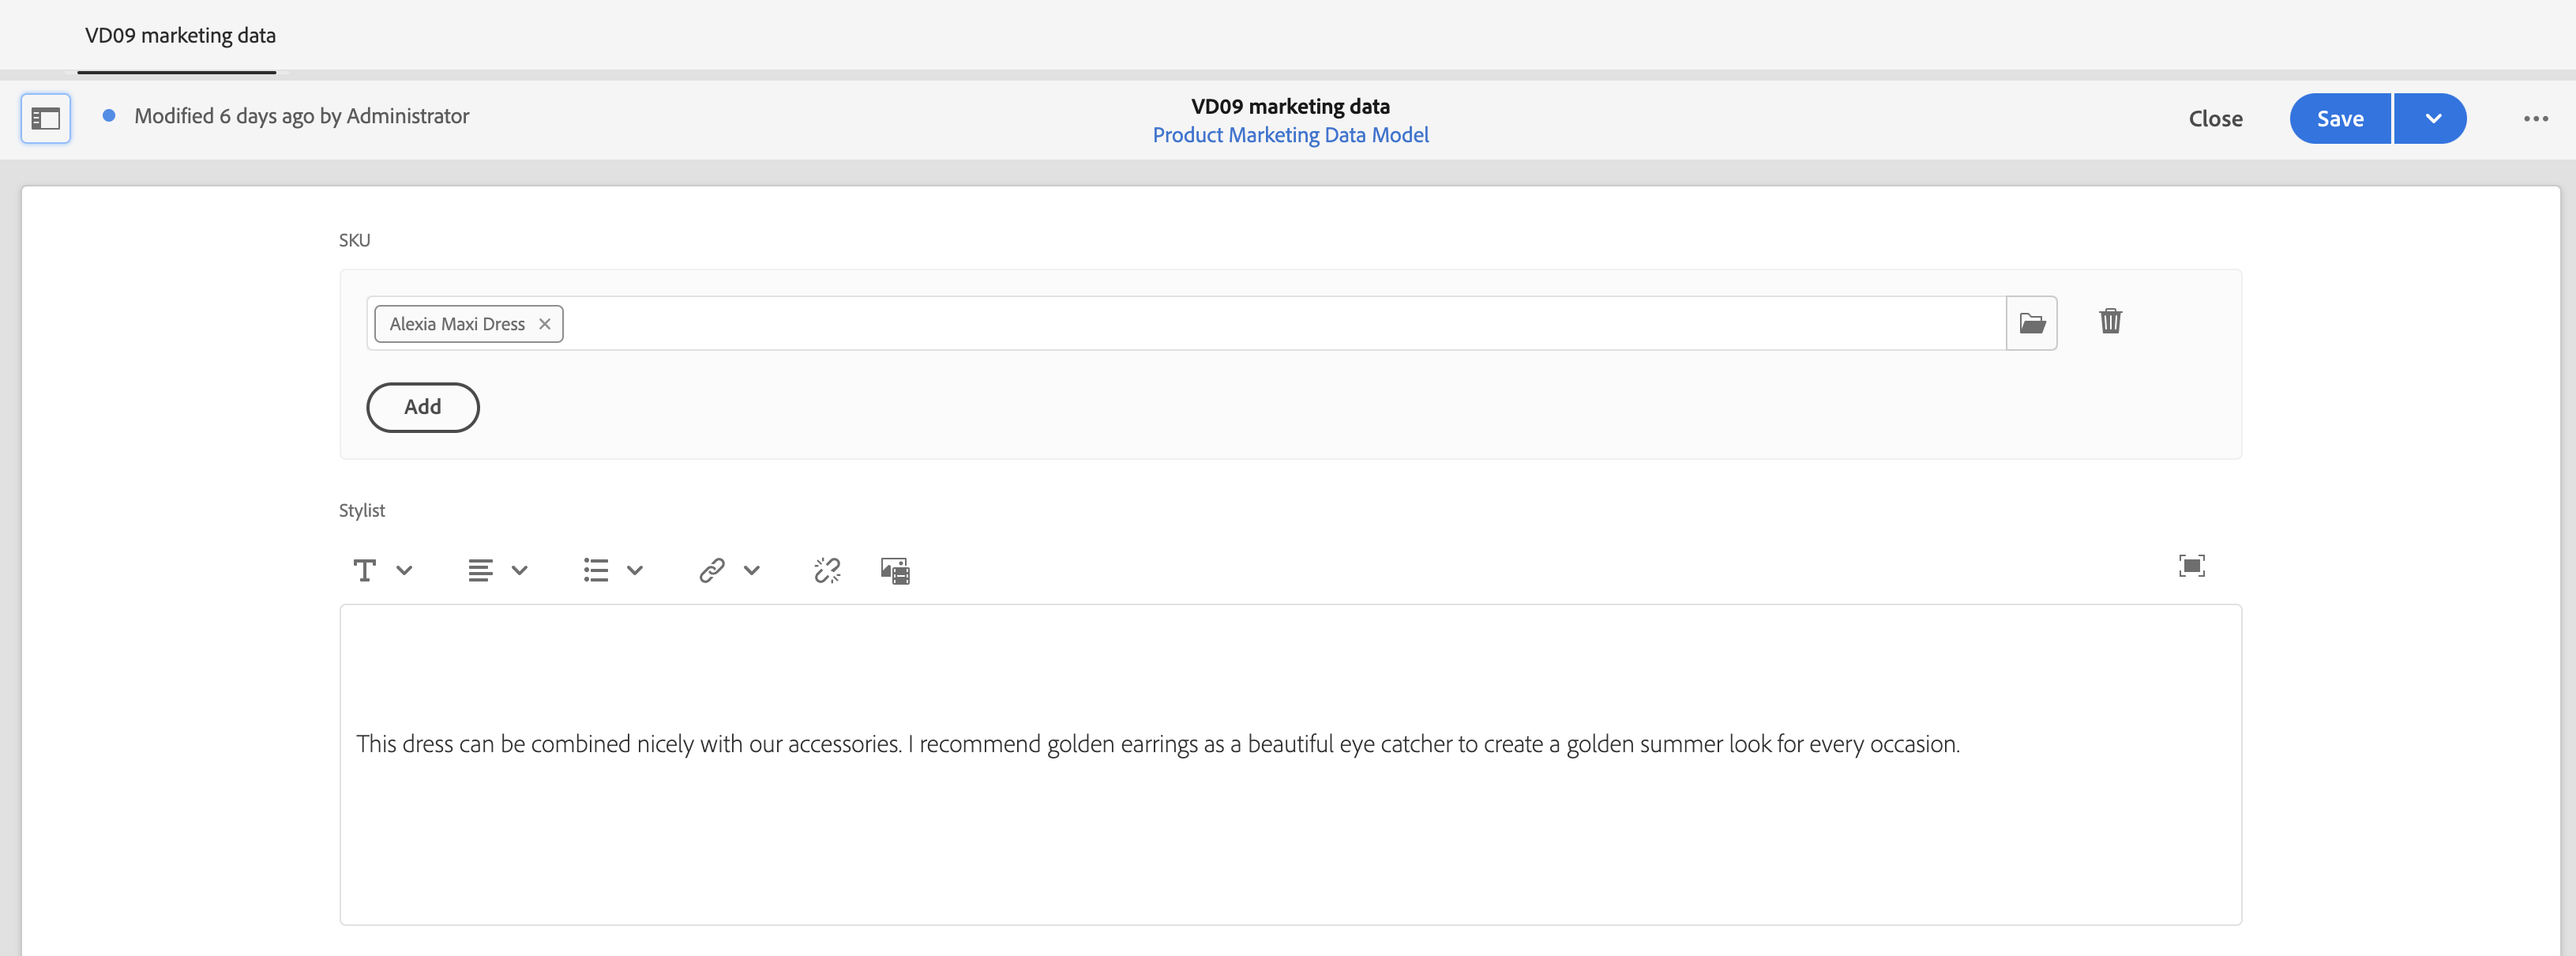 VD09 marketing data
Modified 6 days ago by Administrator
VD09 marketing data
Product Marketing Data Model
Close
Save
SKU
Alexia Maxi Dress
Add
Stylist
This dress can be combined nicely with our accessories. I recommend golden earrings as a beautiful eye catcher to create a golden summer look for every occasion.